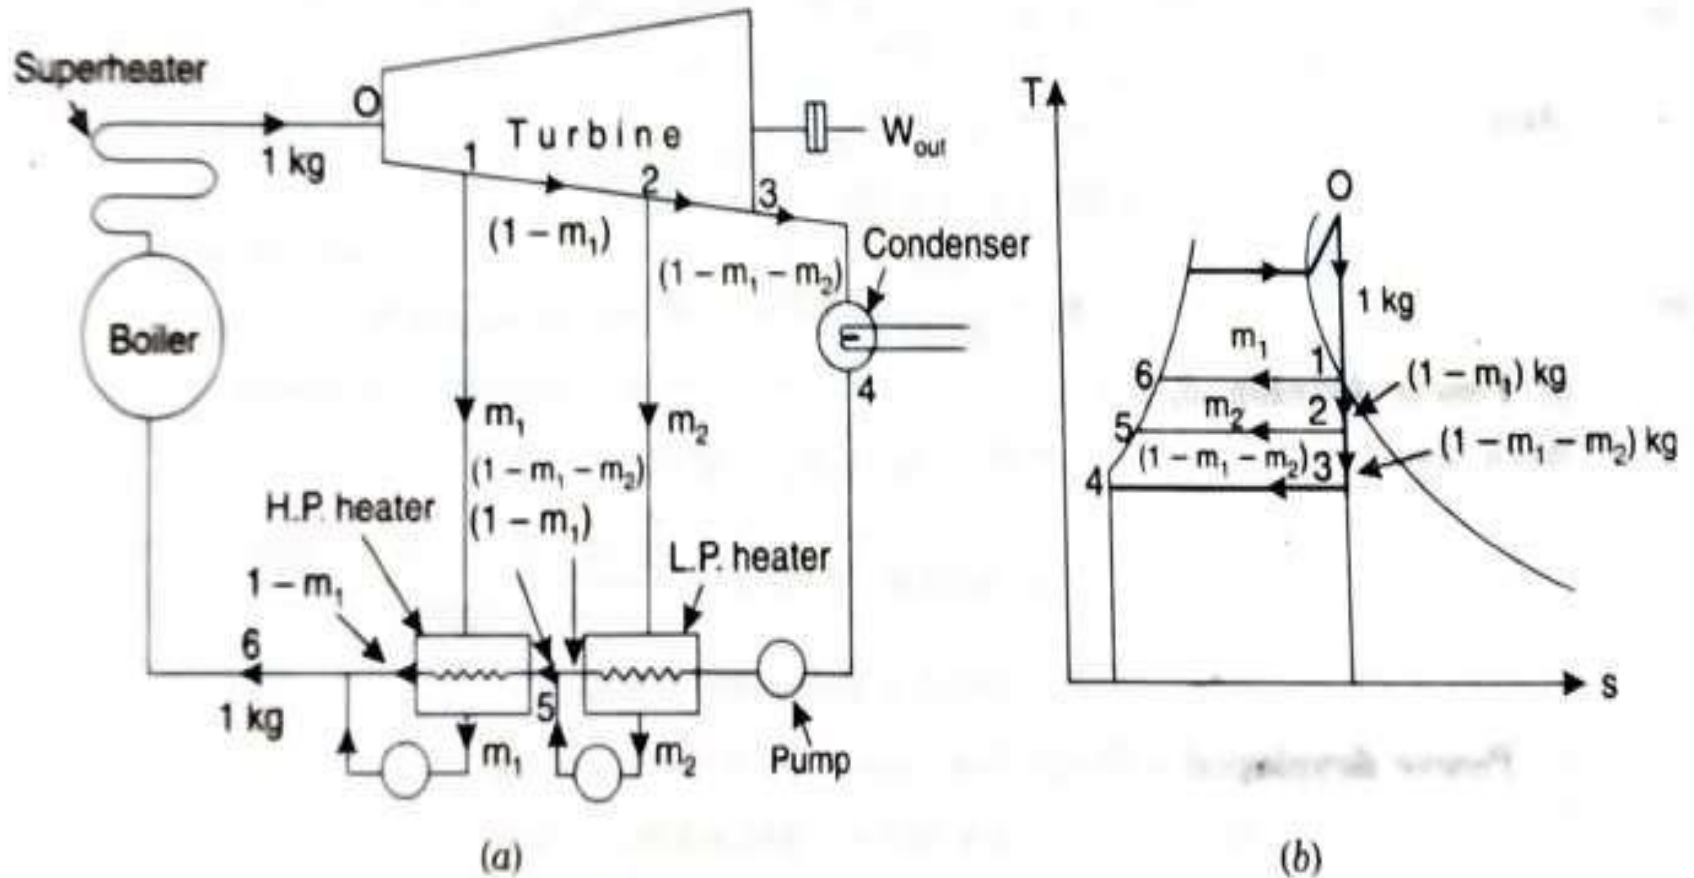 Superheater
O
1 kg
Turbine
W_out
1
2
3
(1 – m₁)
(1 – m₁ – m₂)
Condenser
Boiler
4
m₁
m₂
(1 – m₁ – m₂)
H.P. heater
(1 – m₁)
L.P. heater
1 – m₁
6
1 kg
5
m₁
m₂
Pump
(a)
T
O
1 kg
m₁
1
6
(1 – m₁) kg
m₂
2
5
(1 – m₁ – m₂)
3
(1 – m₁ – m₂) kg
4
s
(b)